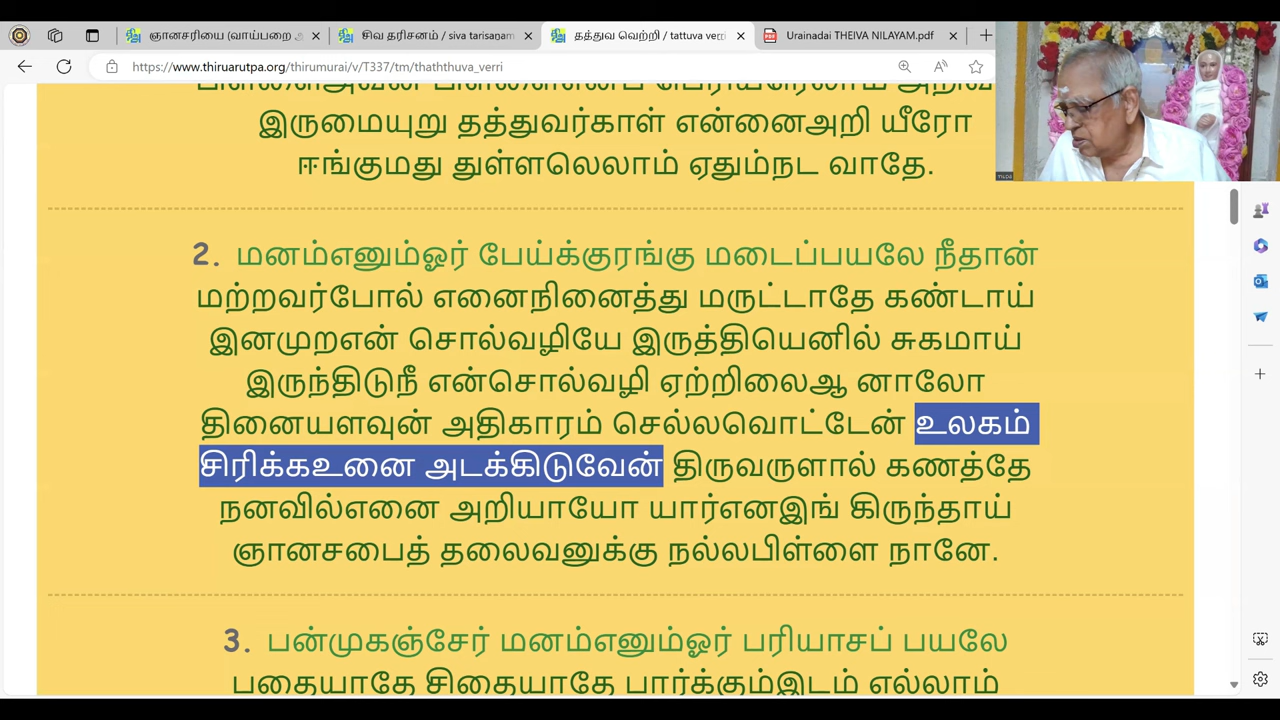 ஞானசரியை (வாய்பறை ஆ
சிவ தரிசனம் / siva tarisaṉam
தத்துவ வெற்றி / tattuva veṟṟi
Urainadai THEIVA NILAYAM.pdf
https://www.thiruarutpa.org/thirumurai/v/T337/tm/thaththuva_verri
இருமையுறு தத்துவர்காள் என்னைஅறி யீரோ
ஈங்குமது துள்ளலெலாம் ஏதும்நட வாதே.
2. மனம்எனும்ஓர் பேய்க்குரங்கு மடைப்பயலே நீதான்
மற்றவர்போல் எனைநினைத்து மருட்டாதே கண்டாய்
இனமுறஎன் சொல்வழியே இருத்தியெனில் சுகமாய்
இருந்திடுநீ என்சொல்வழி ஏற்றிலைஆ னாலோ
தினையளவுன் அதிகாரம் செல்லவொட்டேன் உலகம்
சிரிக்கஉனை அடக்கிடுவேன் திருவருளால் கணத்தே
நனவில்எனை அறியாயோ யார்எனஇங் கிருந்தாய்
ஞானசபைத் தலைவனுக்கு நல்லபிள்ளை நானே.
3. பன்முகஞ்சேர் மனம்எனும்ஓர் பரியாசப் பயலே
பதையாதே சிதையாதே பார்க்கும்இடம் எல்லாம்